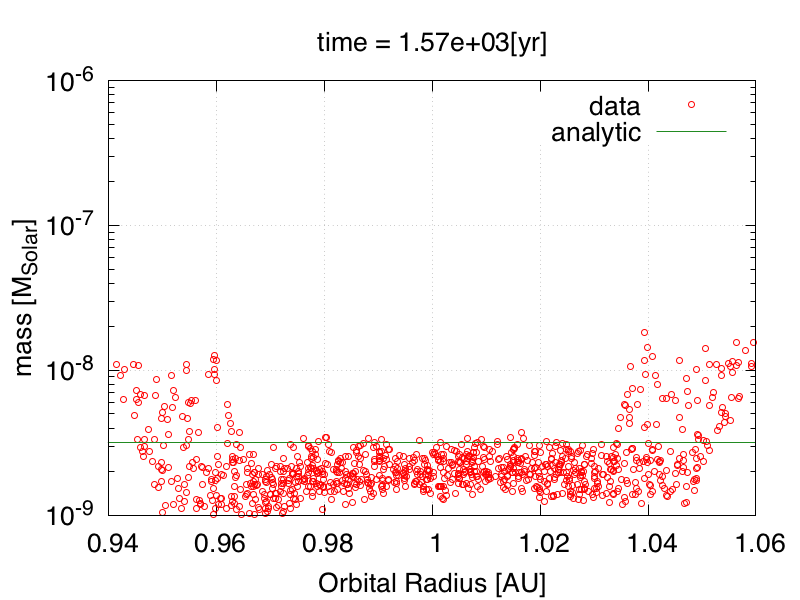 time = 1.57e+03[yr]
data
analytic
10^-6
10^-7
10^-8
10^-9
mass [M_Solar]
0.94 0.96 0.98 1 1.02 1.04 1.06
Orbital Radius [AU]